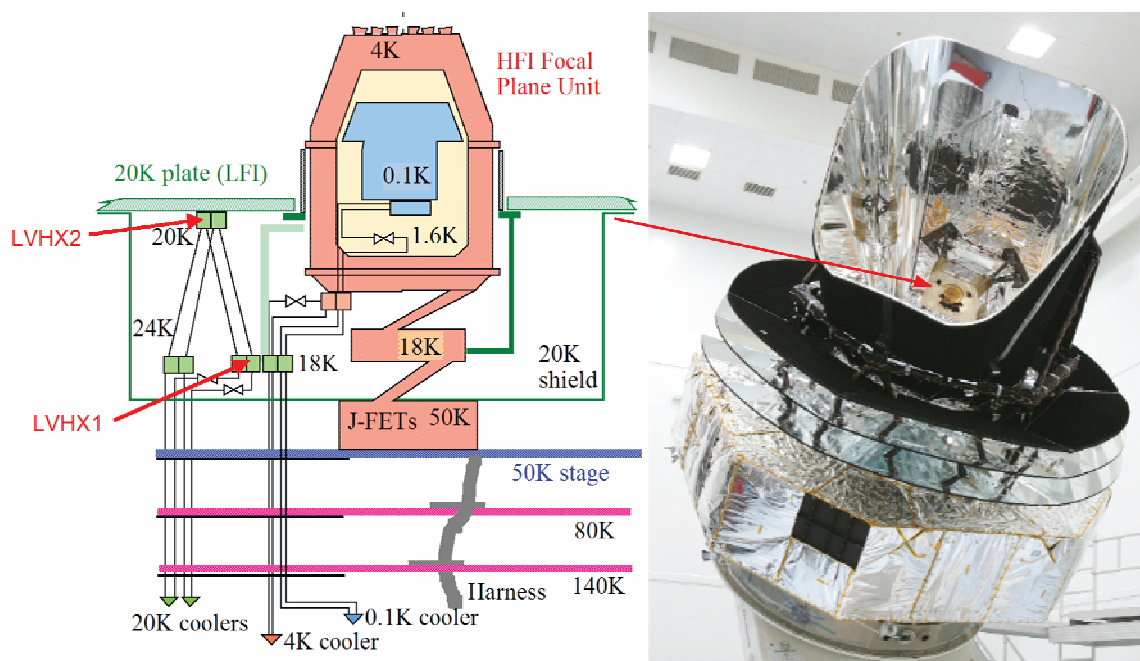 4K
HFI Focal
Plane Unit
0.1K
20K plate (LFI)
LVHX2
20K
1.6K
24K
18K
18K
20K
shield
LVHX1
J-FETs 50K
50K stage
80K
140K
Harness
20K coolers
0.1K cooler
4K cooler